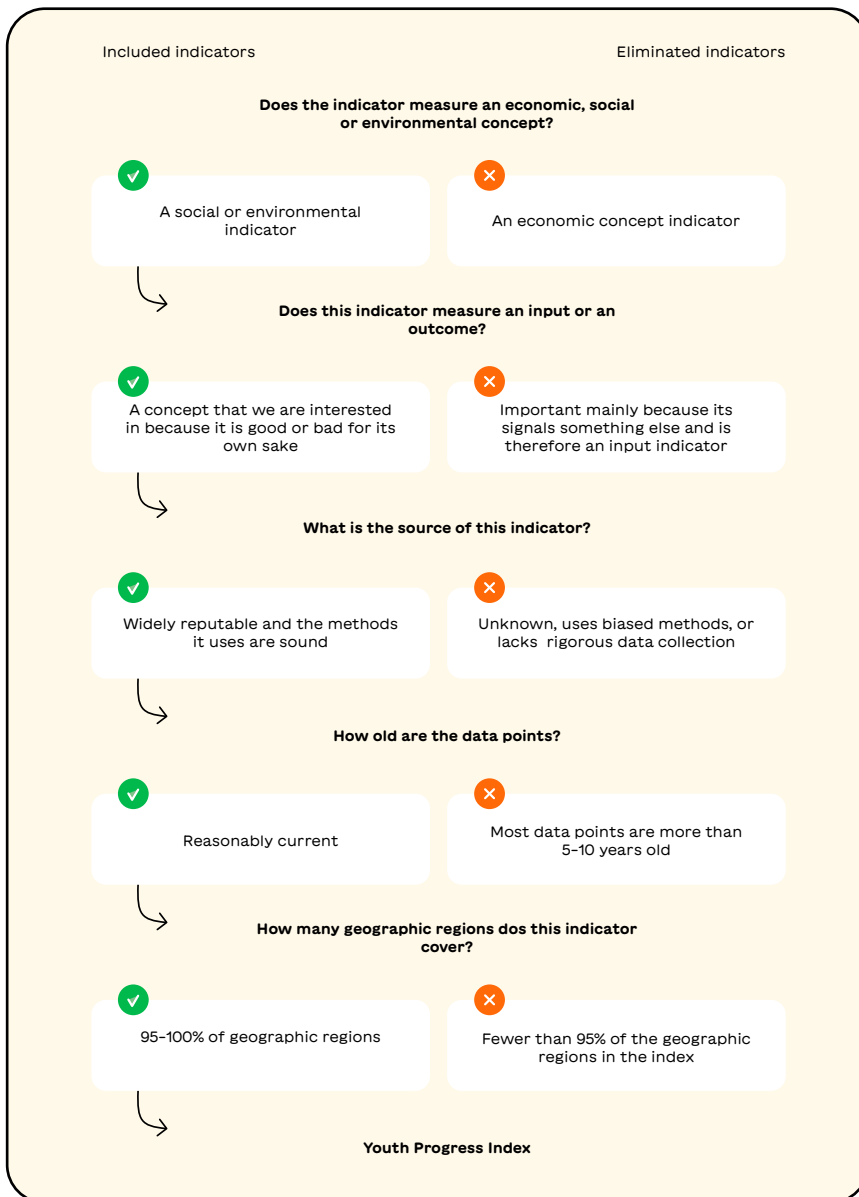 Included indicators
Eliminated indicators
Does the indicator measure an economic, social
or environmental concept?
A social or environmental
indicator
An economic concept indicator
Does this indicator measure an input or an
outcome?
A concept that we are interested
in because it is good or bad for its
own sake
Important mainly because its
signals something else and is
therefore an input indicator
What is the source of this indicator?
Widely reputable and the methods
it uses are sound
Unknown, uses biased methods, or
lacks rigorous data collection
How old are the data points?
Reasonably current
Most data points are more than
5-10 years old
How many geographic regions dos this indicator
cover?
95-100% of geographic regions
Fewer than 95% of the geographic
regions in the index
Youth Progress Index